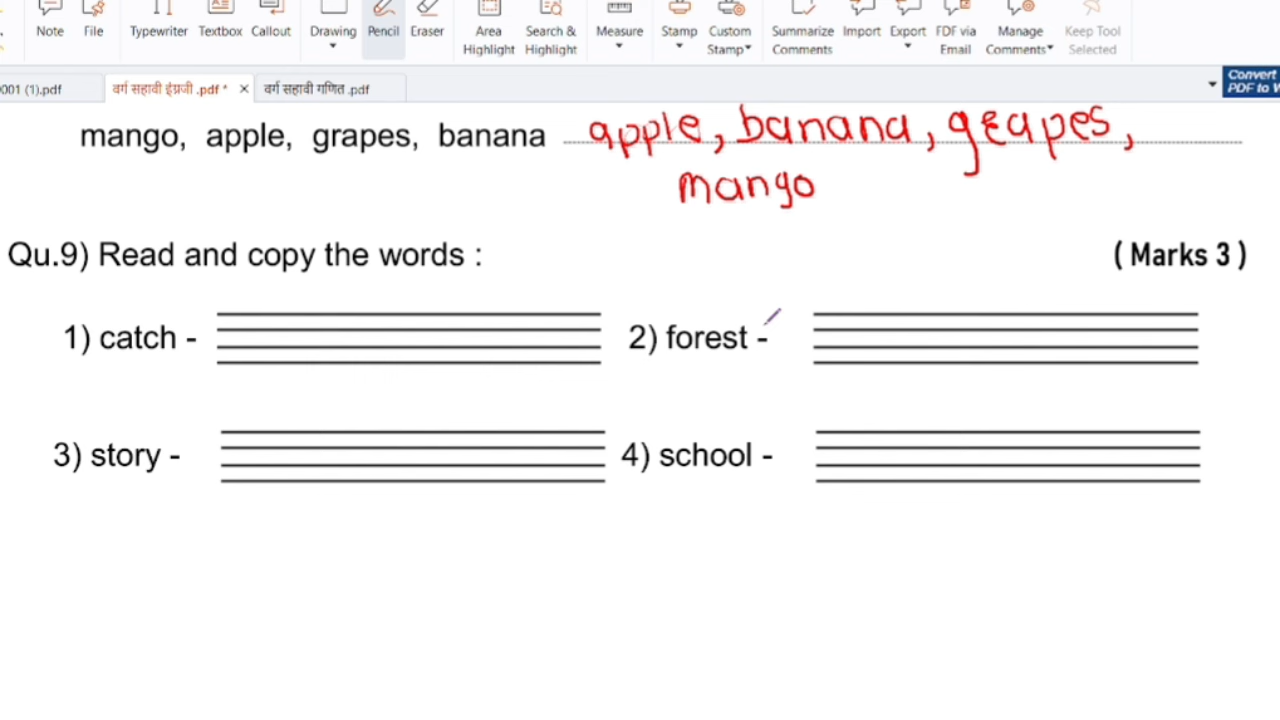 Note File Typewriter Textbox Callout Drawing Pencil Eraser Area Highlight Search & Highlight Measure Stamp Custom Stamp Summarize Comments Import Export FDF via Email Manage Comments Keep Tool Selected
001 (1).pdf वर्ग सहावी इंग्रजी .pdf * × वर्ग सहावी गणित .pdf
Convert
PDF to W
mango, apple, grapes, banana apple, banana, grapes,
mango
Qu.9) Read and copy the words : ( Marks 3 )
1) catch - 2) forest -
3) story - 4) school -